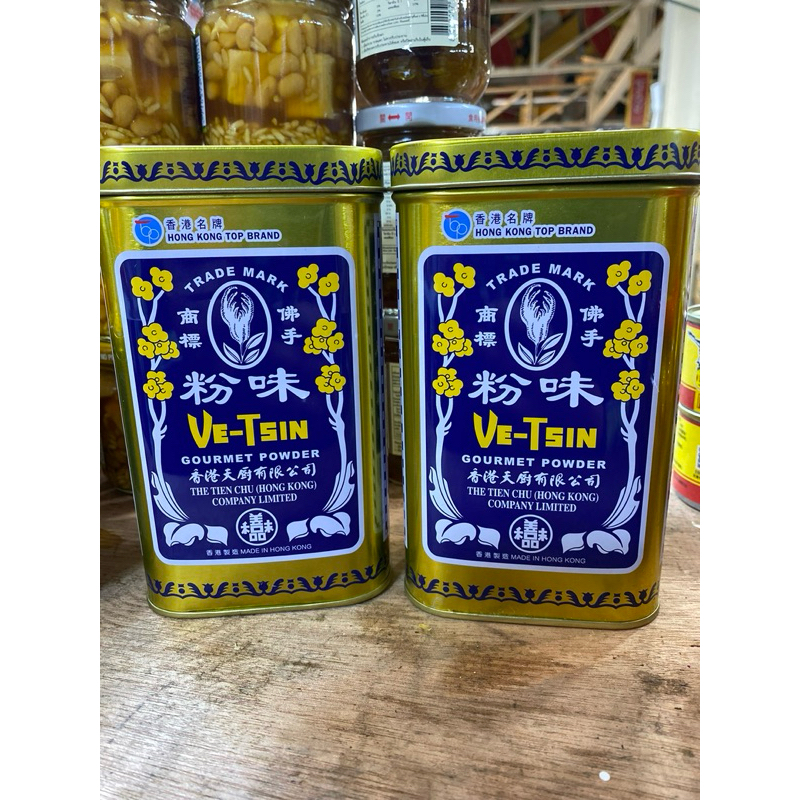 香港名牌
HONG KONG TOP BRAND
TRADE MARK
商標
佛手
粉味
VE-TSIN
GOURMET POWDER
香港天厨有限公司
THE TIEN CHU (HONG KONG)
COMPANY LIMITED
香港製造 MADE IN HONG KONG
香港名牌
HONG KONG TOP BRAND
TRADE MARK
商標
佛手
粉味
VE-TSIN
GOURMET POWDER
香港天厨有限公司
THE TIEN CHU (HONG KONG)
COMPANY LIMITED
香港製造 MADE IN HONG KONG